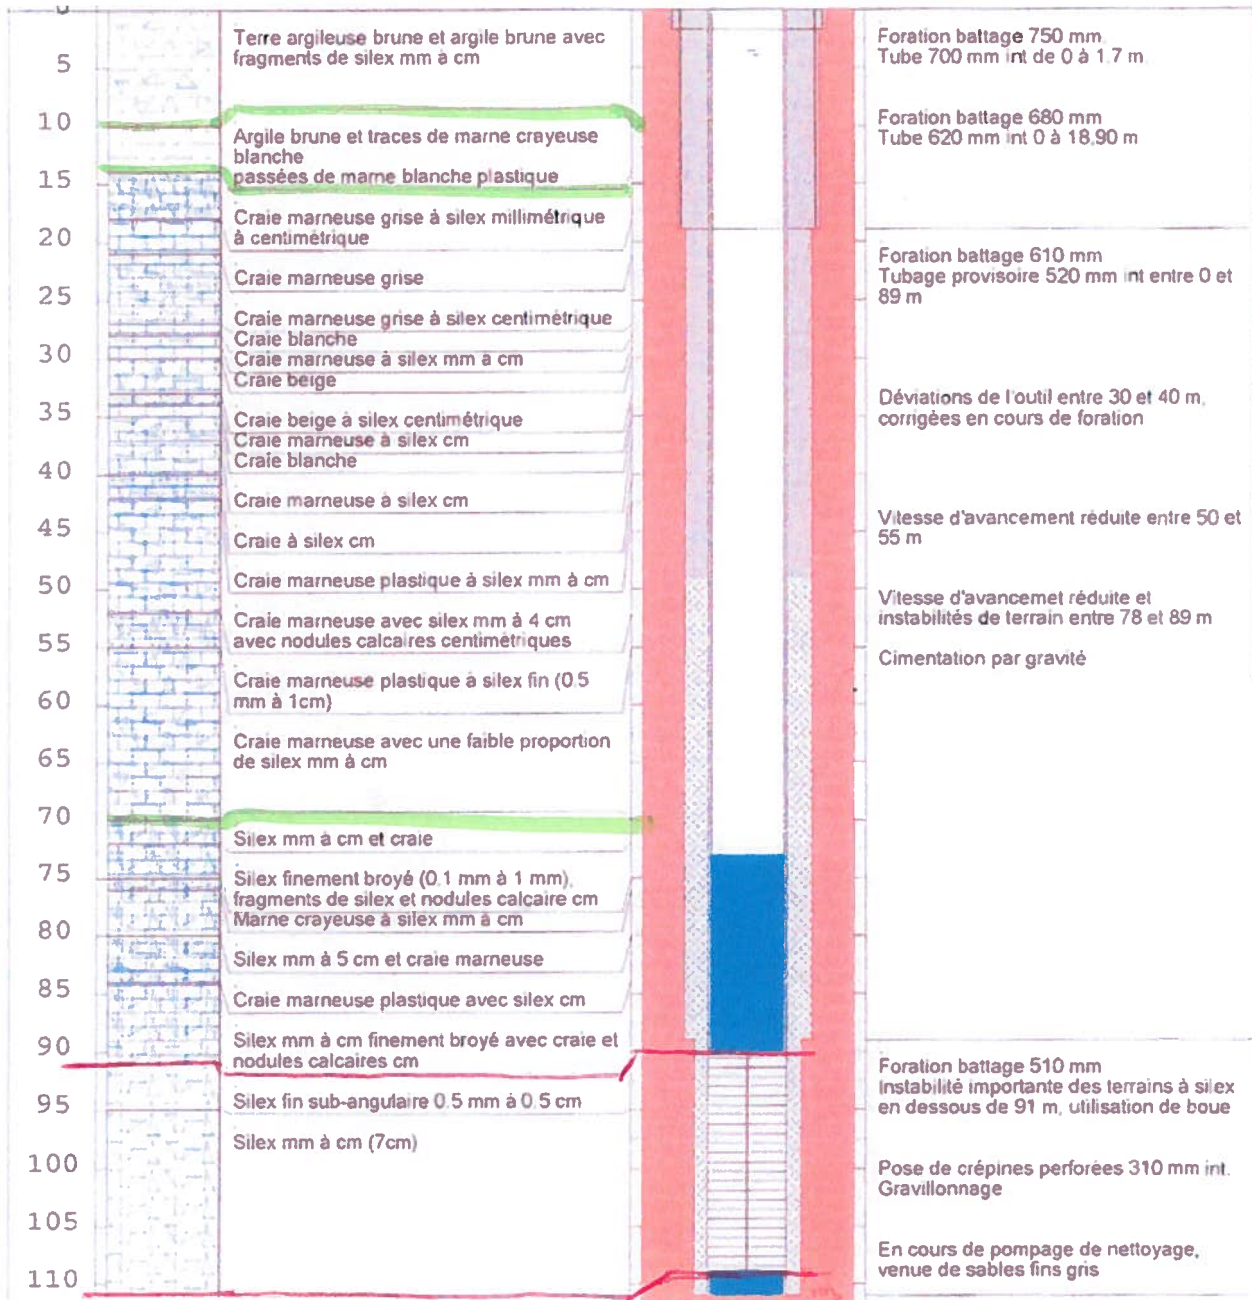 0
5
10
15
20
25
30
35
40
45
50
55
60
65
70
75
80
85
90
95
100
105
110
Terre argileuse brune et argile brune avec
fragments de silex mm à cm
Argile brune et traces de marne crayeuse
blanche
passées de marne blanche plastique
Craie marneuse grise à silex millimétrique
à centimétrique
Craie marneuse grise
Craie marneuse grise à silex centimétrique
Craie blanche
Craie marneuse à silex mm à cm
Craie beige
Craie beige à silex centimétrique
Craie marneuse à silex cm
Craie blanche
Craie marneuse à silex cm
Craie à silex cm
Craie marneuse plastique à silex mm à cm
Craie marneuse avec silex mm à 4 cm
avec nodules calcaires centimétriques
Craie marneuse plastique à silex fin (0.5
mm à 1cm)
Craie marneuse avec une faible proportion
de silex mm à cm
Silex mm à cm et craie
Silex finement broyé (0.1 mm à 1 mm),
fragments de silex et nodules calcaire cm
Marne crayeuse à silex mm à cm
Silex mm à 5 cm et craie marneuse
Craie marneuse plastique avec silex cm
Silex mm à cm finement broyé avec craie et
nodules calcaires cm
Silex fin sub-angulaire 0.5 mm à 0.5 cm
Silex mm à cm (7cm)
Foration battage 750 mm
Tube 700 mm int de 0 à 1.7 m
Foration battage 680 mm
Tube 620 mm int 0 à 18,90 m
Foration battage 610 mm
Tubage provisoire 520 mm int entre 0 et
89 m
Déviations de l'outil entre 30 et 40 m,
corrigées en cours de foration
Vitesse d'avancement réduite entre 50 et
55 m
Vitesse d'avancemet réduite et
instabilités de terrain entre 78 et 89 m
Cimentation par gravité
Foration battage 510 mm
Instabilité importante des terrains à silex
en dessous de 91 m, utilisation de boue
Pose de crépines perforées 310 mm int.
Gravillonnage
En cours de pompage de nettoyage,
venue de sables fins gris